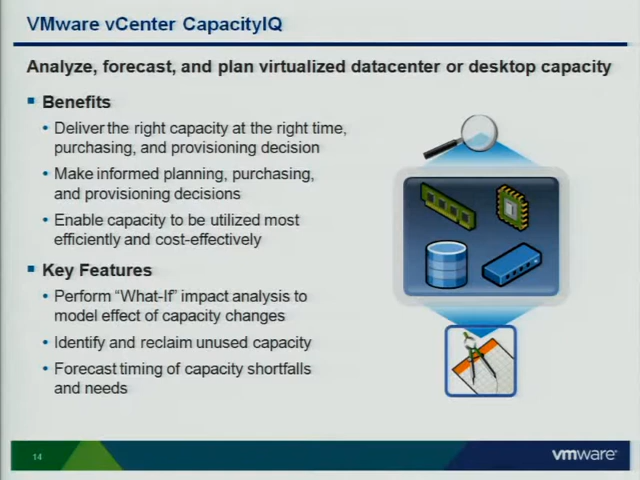 VMware vCenter CapacityIQ
Analyze, forecast, and plan virtualized datacenter or desktop capacity
Benefits
Deliver the right capacity at the right time,
purchasing, and provisioning decision
Make informed planning, purchasing,
and provisioning decisions
Enable capacity to be utilized most
efficiently and cost-effectively
Key Features
Perform “What-If” impact analysis to
model effect of capacity changes
Identify and reclaim unused capacity
Forecast timing of capacity shortfalls
and needs
14
vmware